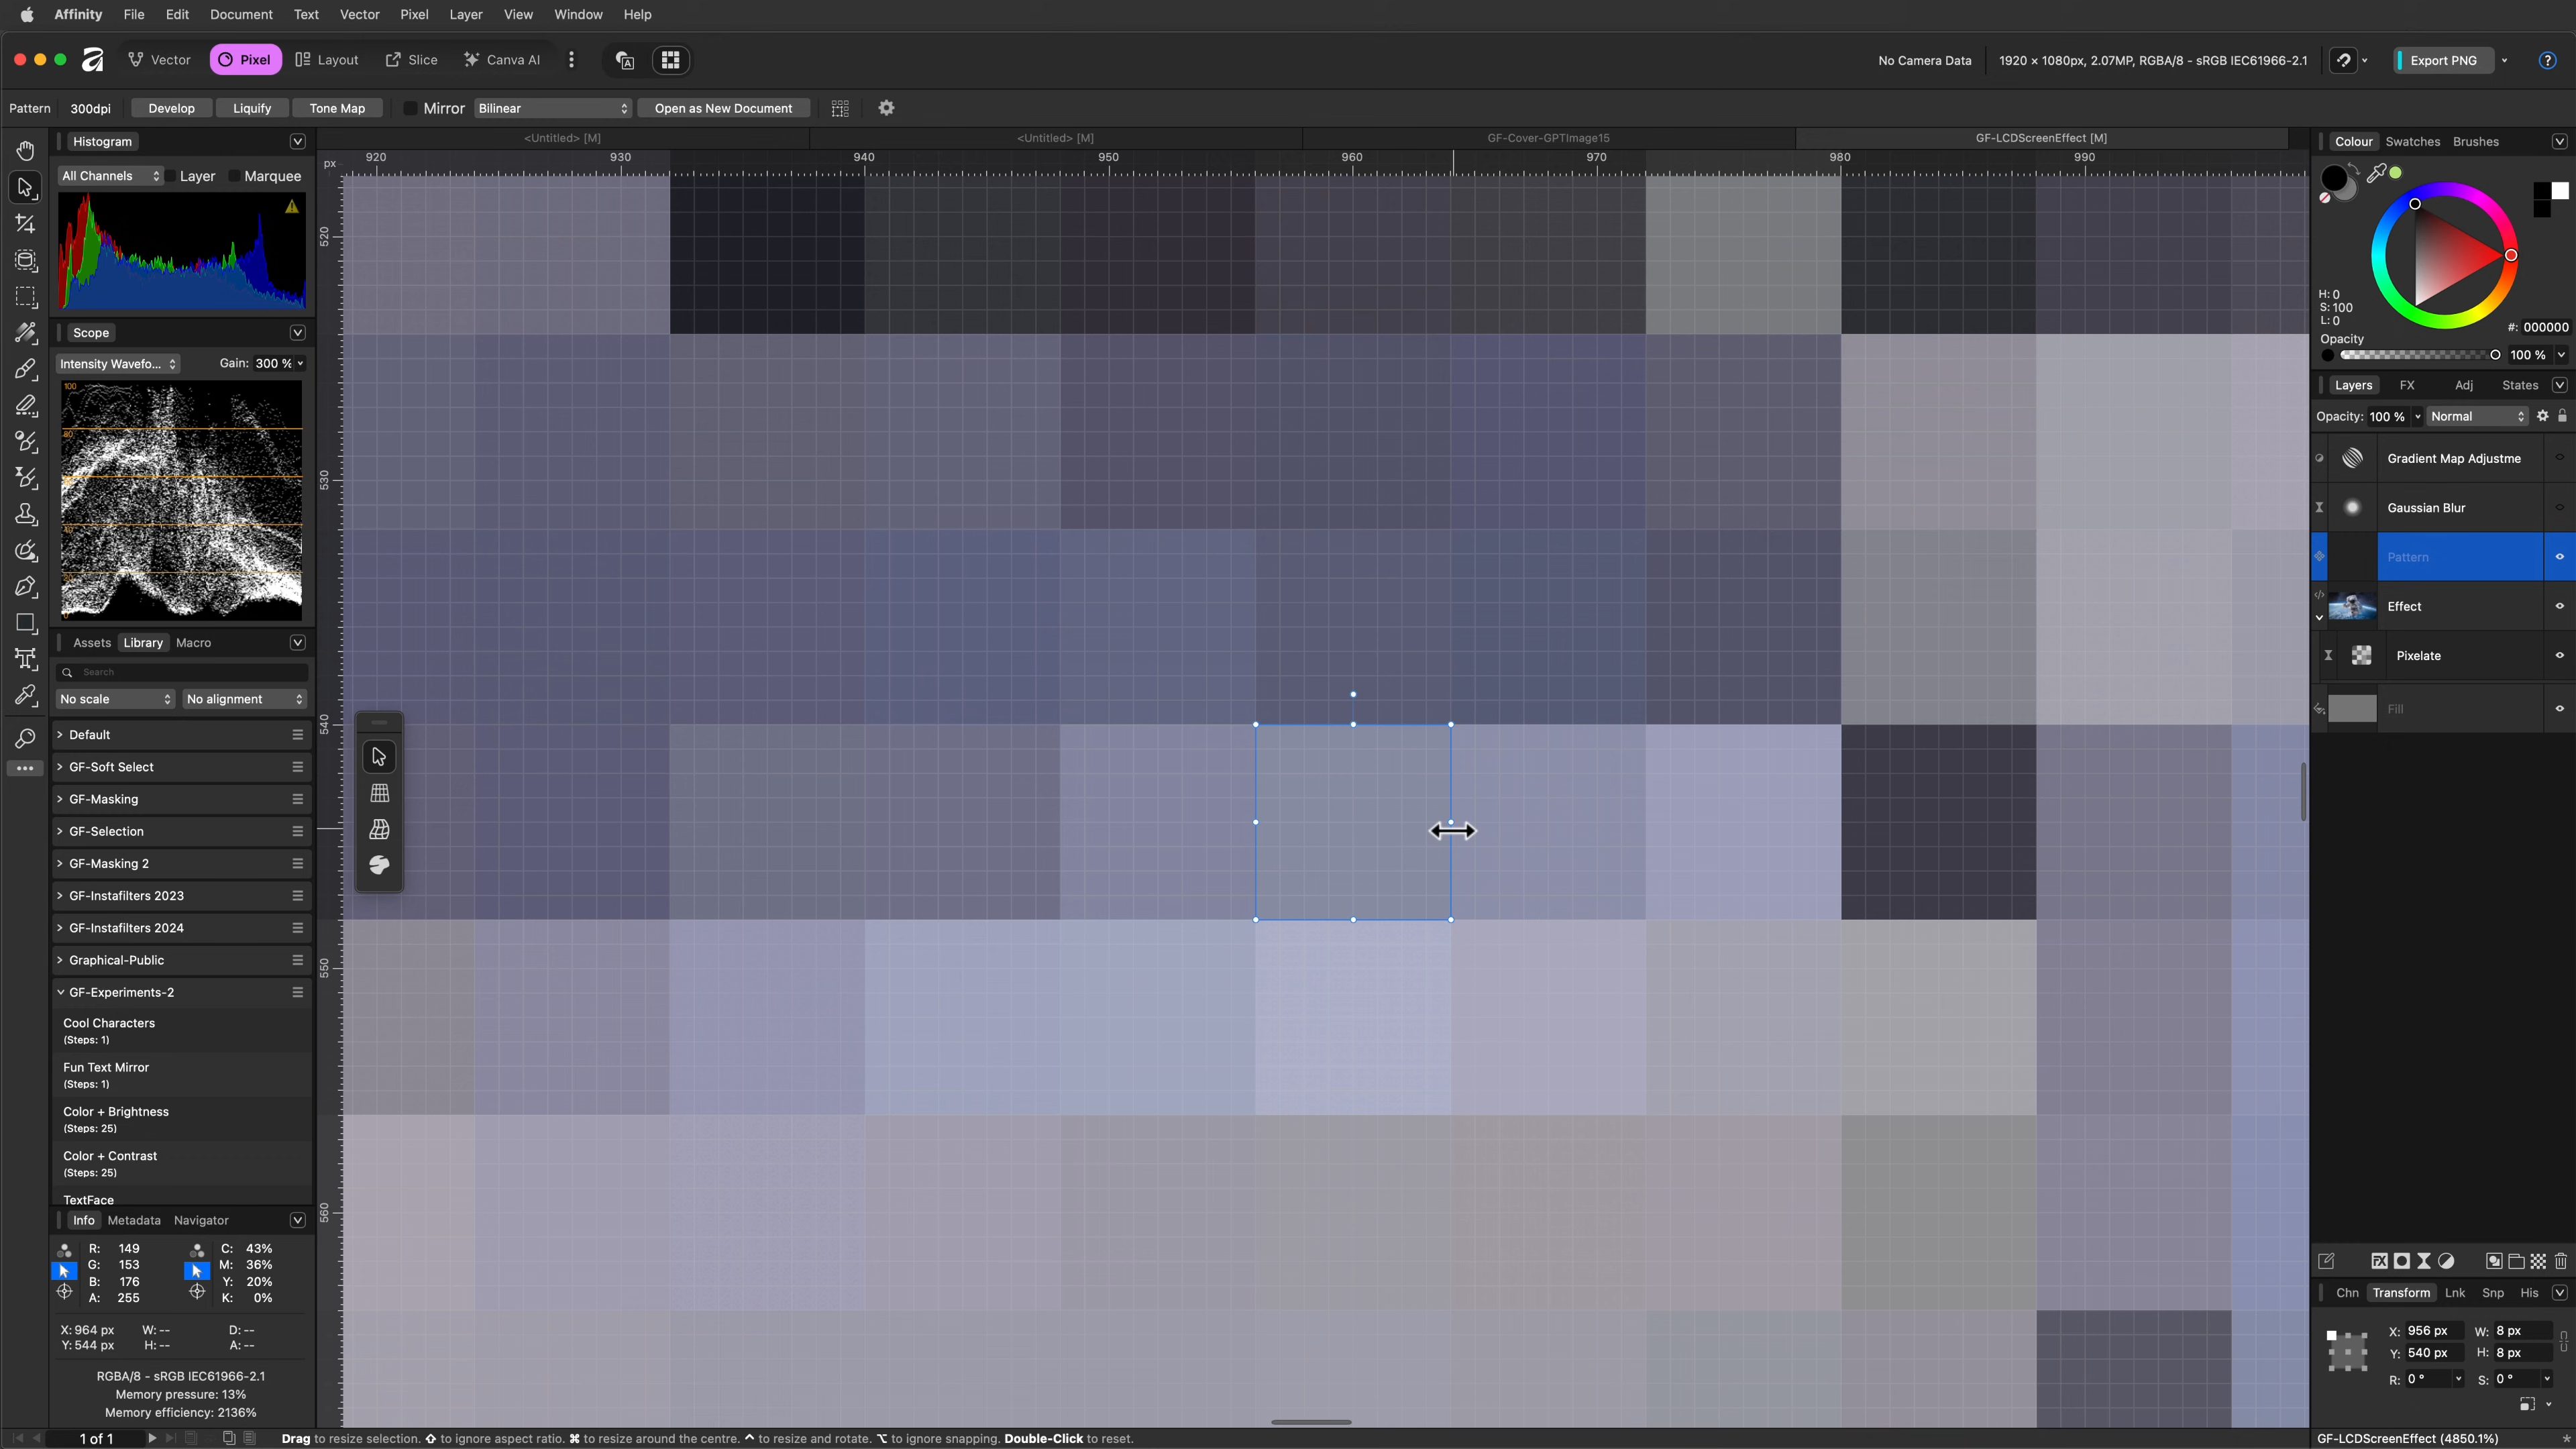 Affinity File Edit Document Text Vector Pixel Layer View Window Help
Vector Pixel Layout Slice Canva AI A No Camera Data 1920 × 1080px, 2.07MP, RGBA/8 - sRGB IEC61966-2.1 Export PNG ?
Pattern 300dpi Develop Liquify Tone Map Mirror Bilinear Open as New Document
<Untitled> [M] <Untitled> [M] GF-Cover-GPTImage15 GF-LCDScreenEffect [M]
px 920 930 940 950 960 970 980 990
520
530
540
550
560
Histogram
All Channels Layer Marquee
Scope
Intensity Wavefo... Gain: 300 %
100
80
Assets Library Macro
Search
No scale No alignment
Default
GF-Soft Select
GF-Masking
GF-Selection
GF-Masking 2
GF-Instafilters 2023
GF-Instafilters 2024
Graphical-Public
GF-Experiments-2
Cool Characters
(Steps: 1)
Fun Text Mirror
(Steps: 1)
Color + Brightness
(Steps: 25)
Color + Contrast
(Steps: 25)
TextFace
Info Metadata Navigator
R: 149 C: 43%
G: 153 M: 36%
B: 176 Y: 20%
A: 255 K: 0%
X: 964 px W: -- D: --
Y: 544 px H: -- A: --
RGBA/8 - sRGB IEC61966-2.1
Memory pressure: 13%
Memory efficiency: 2136%
Colour Swatches Brushes
H: 0
S: 100
L: 0
#: 000000
Opacity
100 %
Layers FX Adj States
Opacity: 100 % Normal
Gradient Map Adjustme
Gaussian Blur
Pattern
Effect
Pixelate
Fill
FX
Chn Transform Lnk Snp His
X: 956 px W: 8 px
Y: 540 px H: 8 px
R: 0 ° S: 0 °
1 of 1 Drag to resize selection. ⇧ to ignore aspect ratio. ⌘ to resize around the centre. ^ to resize and rotate. ⌥ to ignore snapping. Double-Click to reset. GF-LCDScreenEffect (4850.1%) *